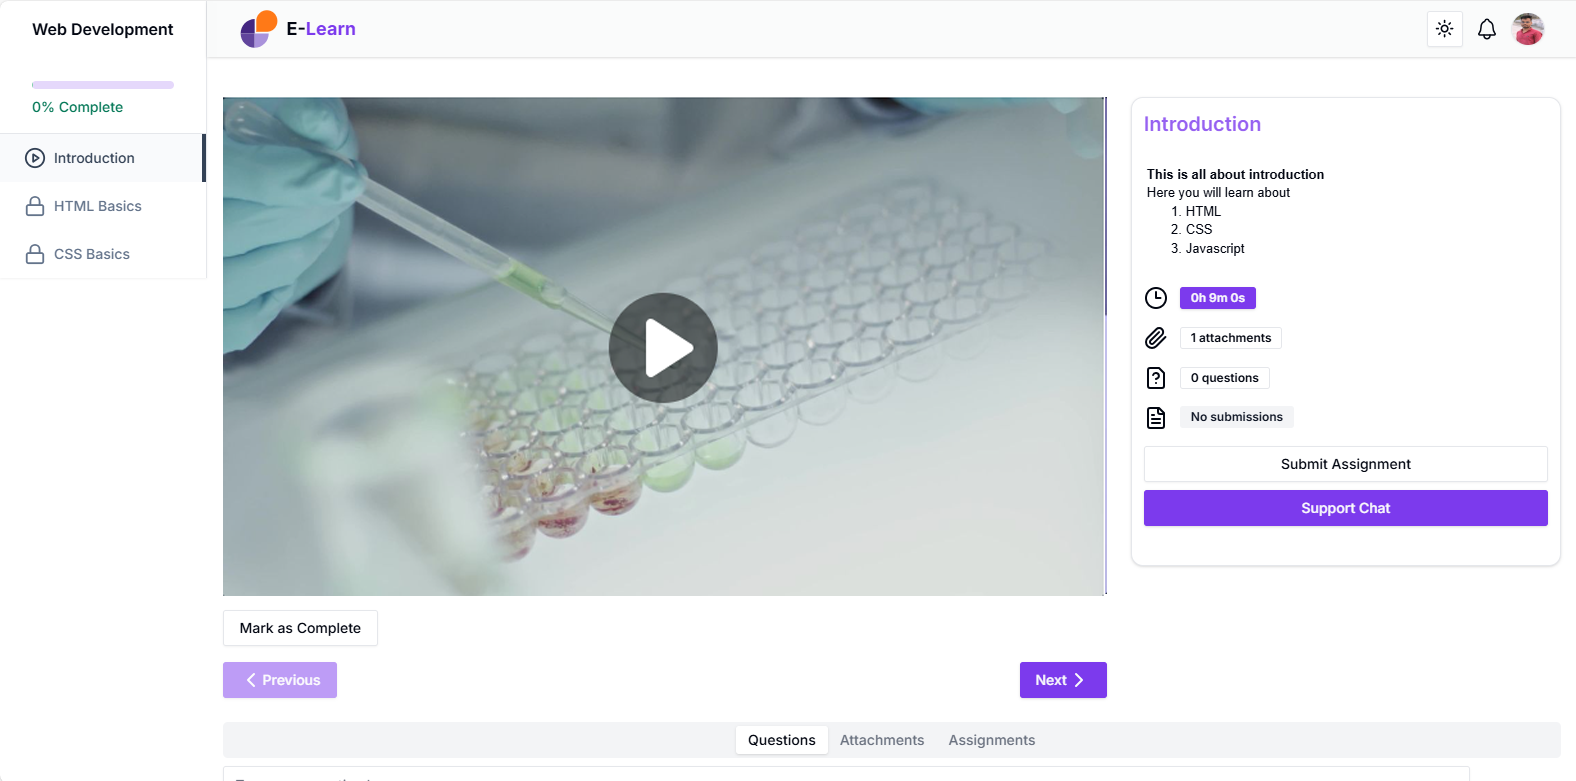 Web Development
0% Complete
Introduction
HTML Basics
CSS Basics
E-Learn
Mark as Complete
Previous
Next
Introduction
This is all about introduction
Here you will learn about
1. HTML
2. CSS
3. Javascript
0h 9m 0s
1 attachments
0 questions
No submissions
Submit Assignment
Support Chat
Questions Attachments Assignments